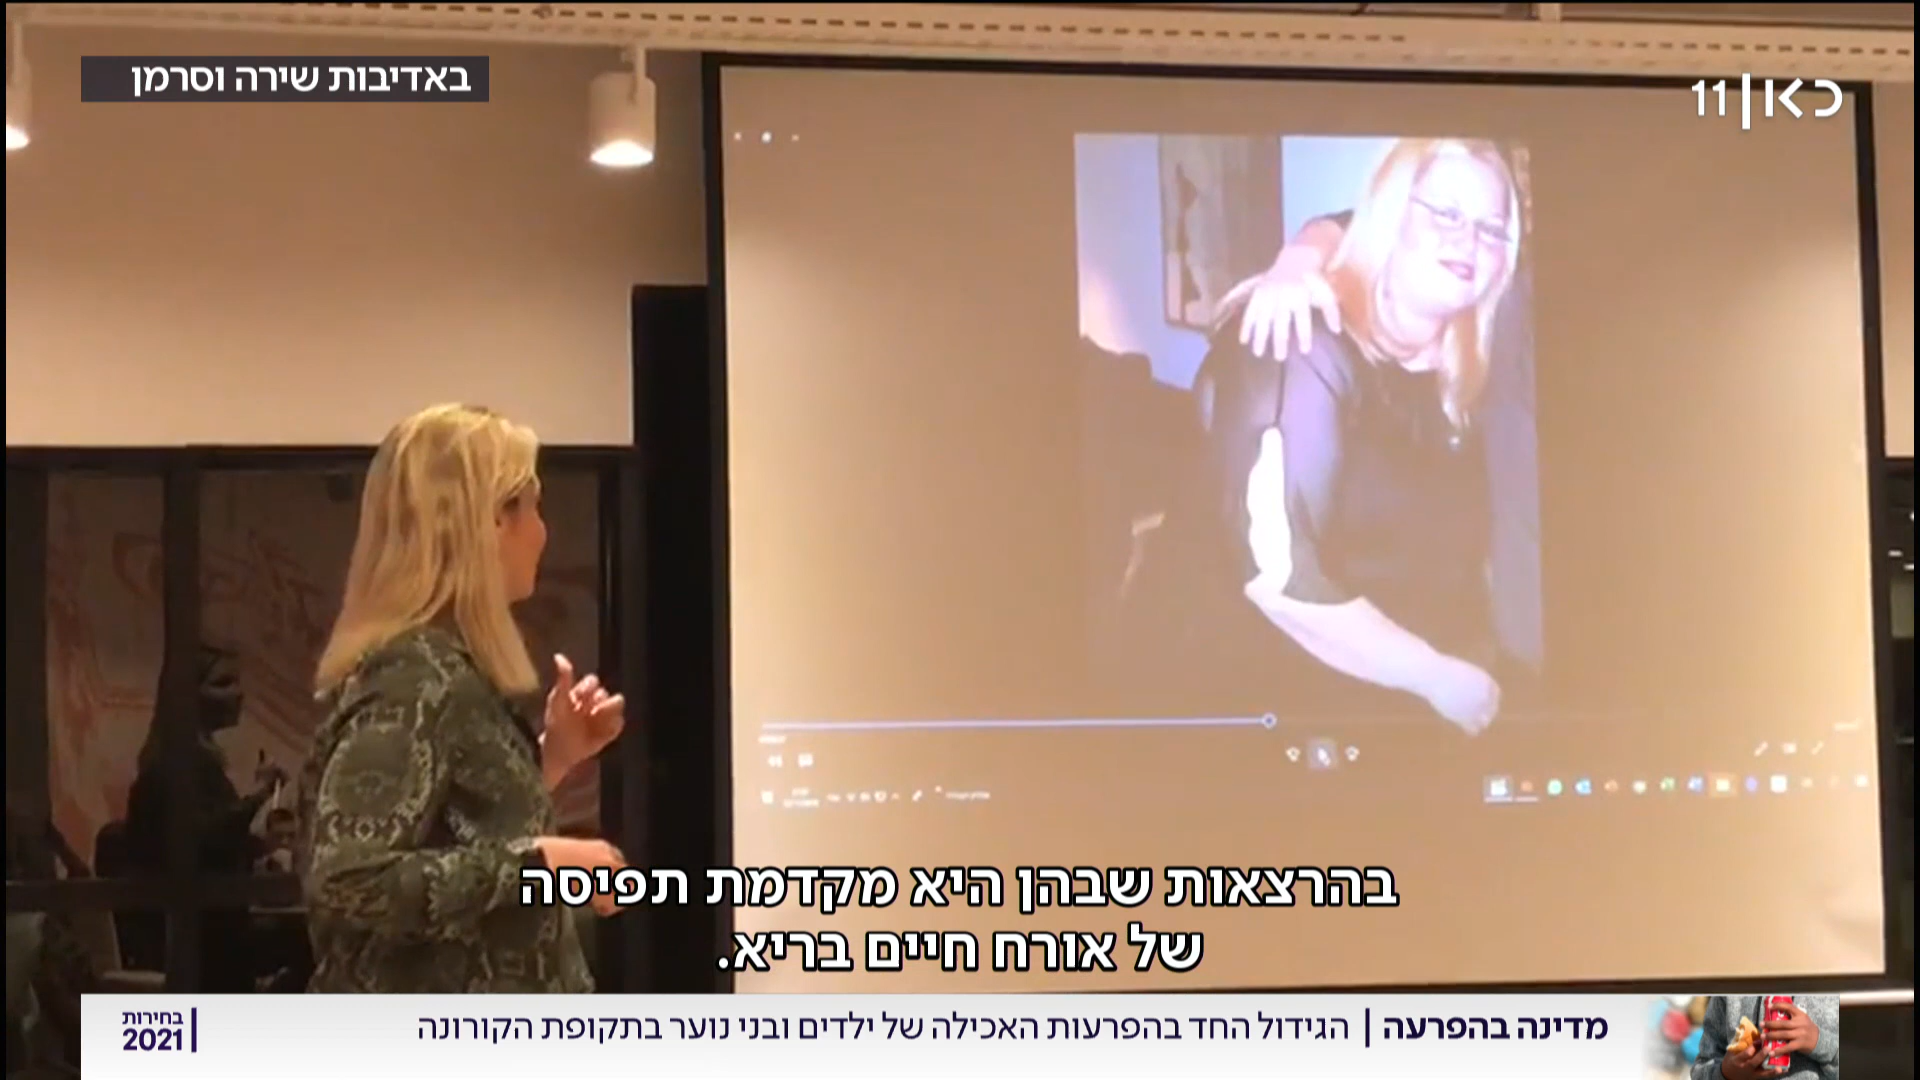 באדיבות שירה וסרמן
כאן 11
בהרצאות שבהן היא מקדמת תפיסה
של אורח חיים בריא.
מדינה בהפרעה | הגידול החד בהפרעות האכילה של ילדים ובני נוער בתקופת הקורונה
בחירות
2021